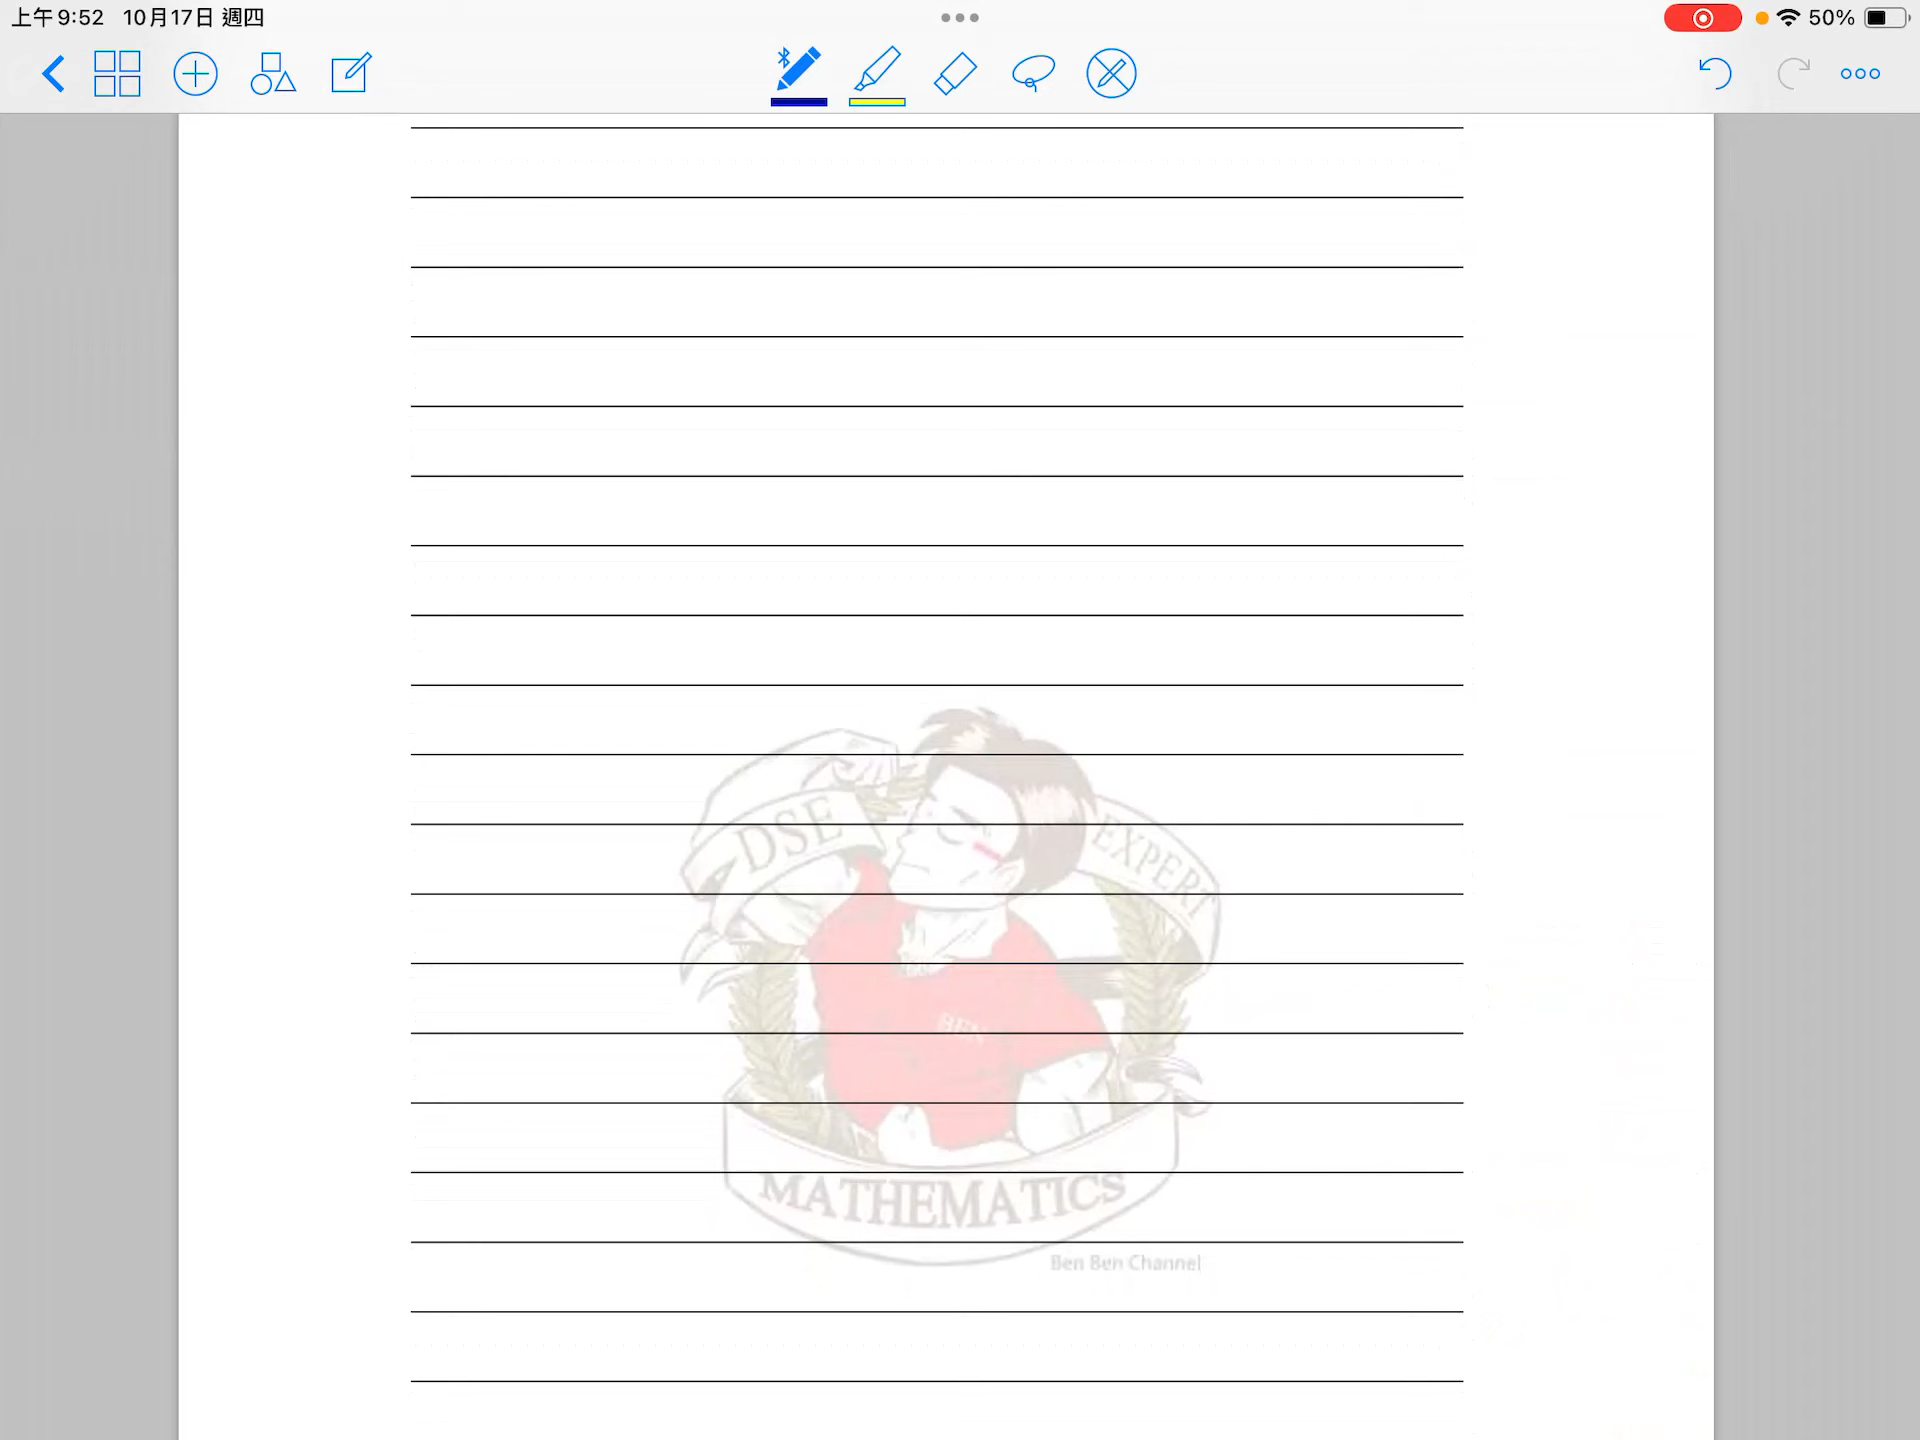 上午9:52 10月17日 週四
50%
DSE
EXPERT
BEN
MATHEMATICS
Ben Ben Channel